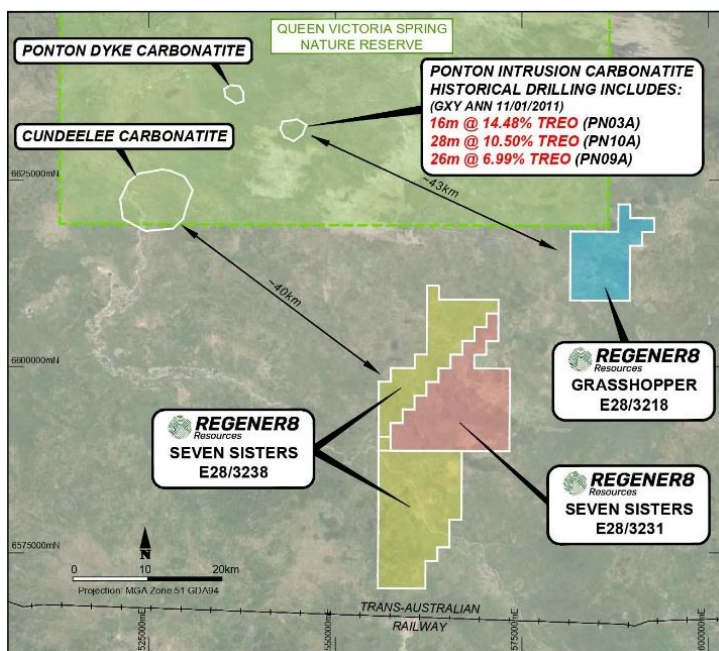 QUEEN VICTORIA SPRING
NATURE RESERVE
PONTON DYKE CARBONATITE
CUNDEELEE CARBONATITE
PONTON INTRUSION CARBONATITE
HISTORICAL DRILLING INCLUDES:
(GXY ANN 11/01/2011)
16m @ 14.48% TREO (PN03A)
28m @ 10.50% TREO (PN10A)
26m @ 6.99% TREO (PN09A)
6625000mN
~43km
~40km
6600000mN
REGENER8
Resources
GRASSHOPPER
E28/3218
REGENER8
Resources
SEVEN SISTERS
E28/3238
REGENER8
Resources
SEVEN SISTERS
E28/3231
6575000mN
N
0 10 20km
Projection: MGA Zone 51 GDA94
TRANS-AUSTRALIAN
RAILWAY
525000mE
550000mE
575000mE
600000mE